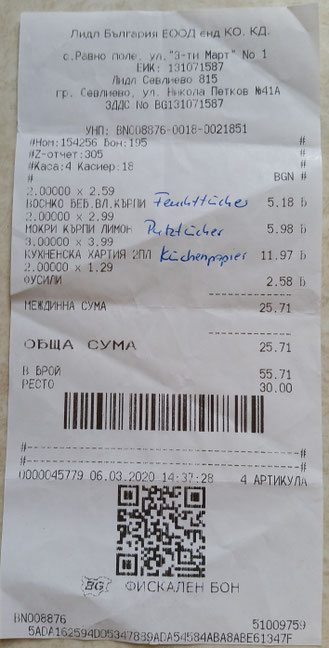 Лидл България ЕООД енд КО. КД.
с.Равно поле, ул."3-ти Март" No 1
ЕИК: 131071587
Лидл Севлиево 815
гр. Севлиево, ул. Никола Петков №41А
ЗДДС No BG131071587
УНП: BN008876-0018-0021851
#Ном:154256 Бон:195 #
#Z-отчет:305
#Каса:4 Касиер:18 #
# BGN #
2.00000 x 2.59
ВОСНКО БЕБ.ВЛ.КЪРПИ Feuchttücher 5.18 Б
2.00000 x 2.99
МОКРИ КЪРПИ ЛИМОН Putztücher 5.98 Б
3.00000 x 3.99
КУХНЕНСКА ХАРТИЯ 2ПЛ Küchenpapier 11.97 Б
2.00000 x 1.29
ФУСИЛИ 2.58 Б
МЕЖДИННА СУМА 25.71
ОБЩА СУМА 25.71
В БРОЙ 55.71
РЕСТО 30.00
0000045779 06.03.2020 14:37:28 4 АРТИКУЛА
BG ФИСКАЛЕН БОН
BN008876 51009759